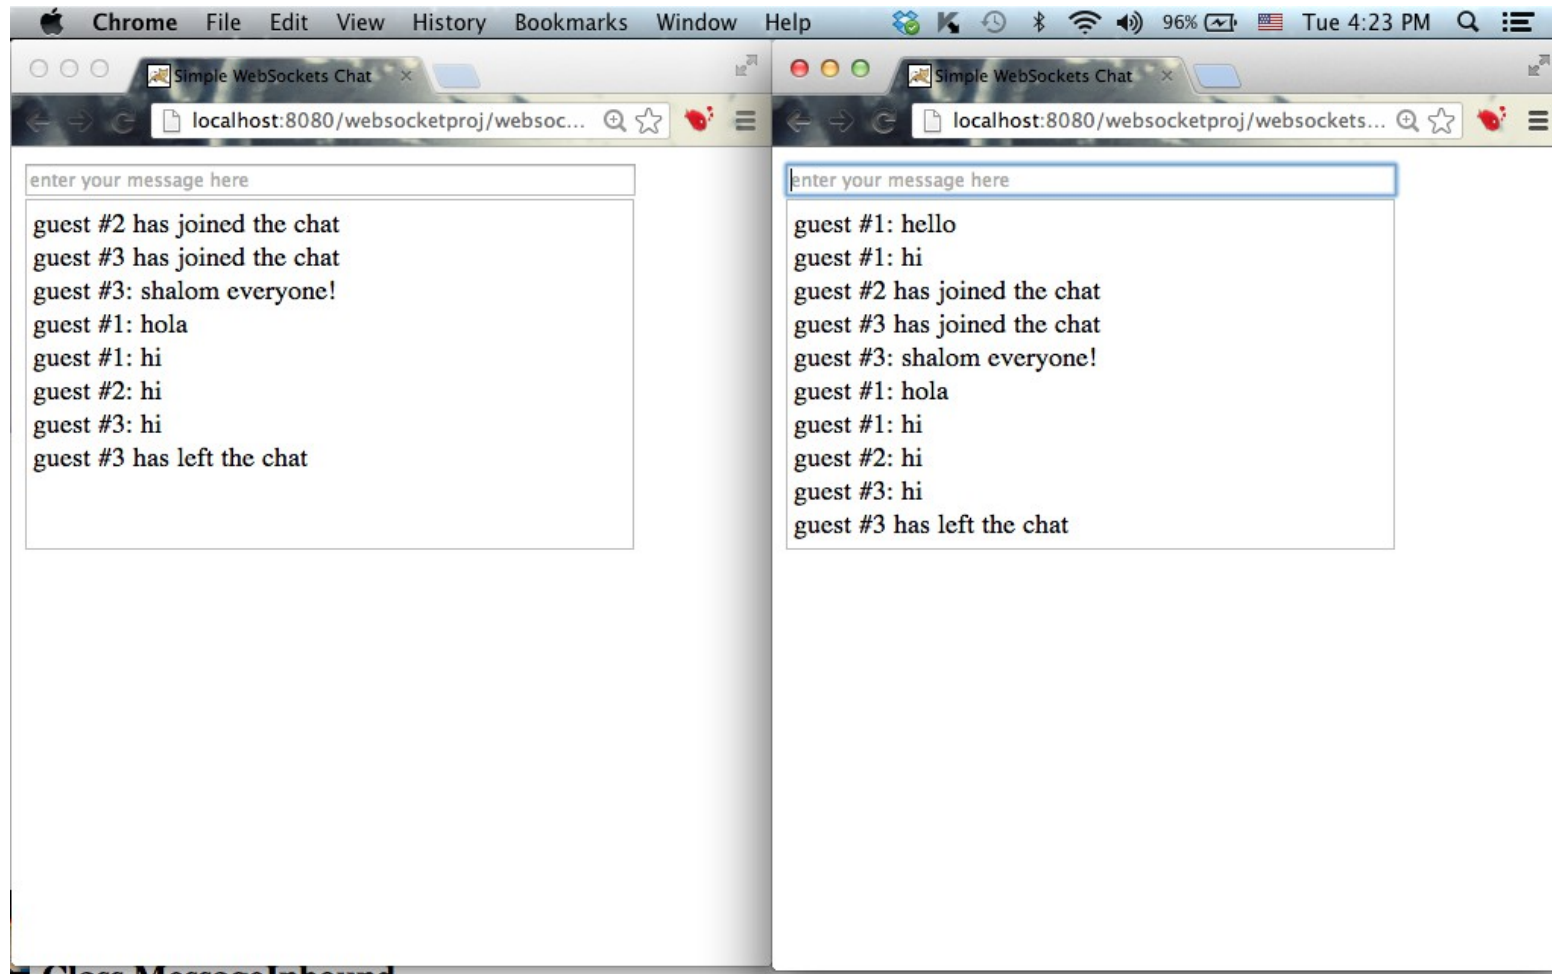 Chrome File Edit View History Bookmarks Window Help 96% Tue 4:23 PM
Simple WebSockets Chat
localhost:8080/websocketproj/websoc...
enter your message here
guest #2 has joined the chat
guest #3 has joined the chat
guest #3: shalom everyone!
guest #1: hola
guest #1: hi
guest #2: hi
guest #3: hi
guest #3 has left the chat
Simple WebSockets Chat
localhost:8080/websocketproj/websockets...
enter your message here
guest #1: hello
guest #1: hi
guest #2 has joined the chat
guest #3 has joined the chat
guest #3: shalom everyone!
guest #1: hola
guest #1: hi
guest #2: hi
guest #3: hi
guest #3 has left the chat
Class MessageInbound